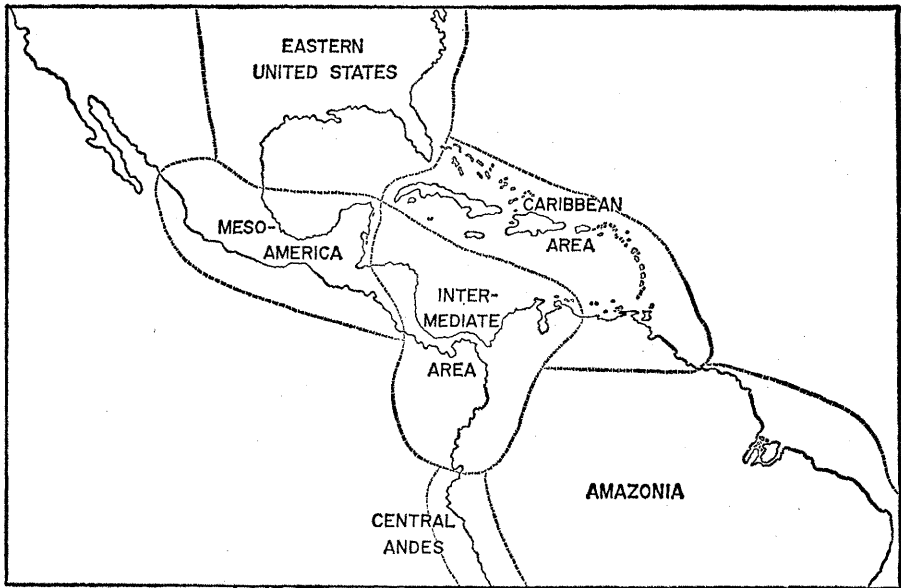 EASTERN
UNITED STATES
CARIBBEAN
AREA
MESO-
AMERICA
INTER-
MEDIATE
AREA
AMAZONIA
CENTRAL
ANDES